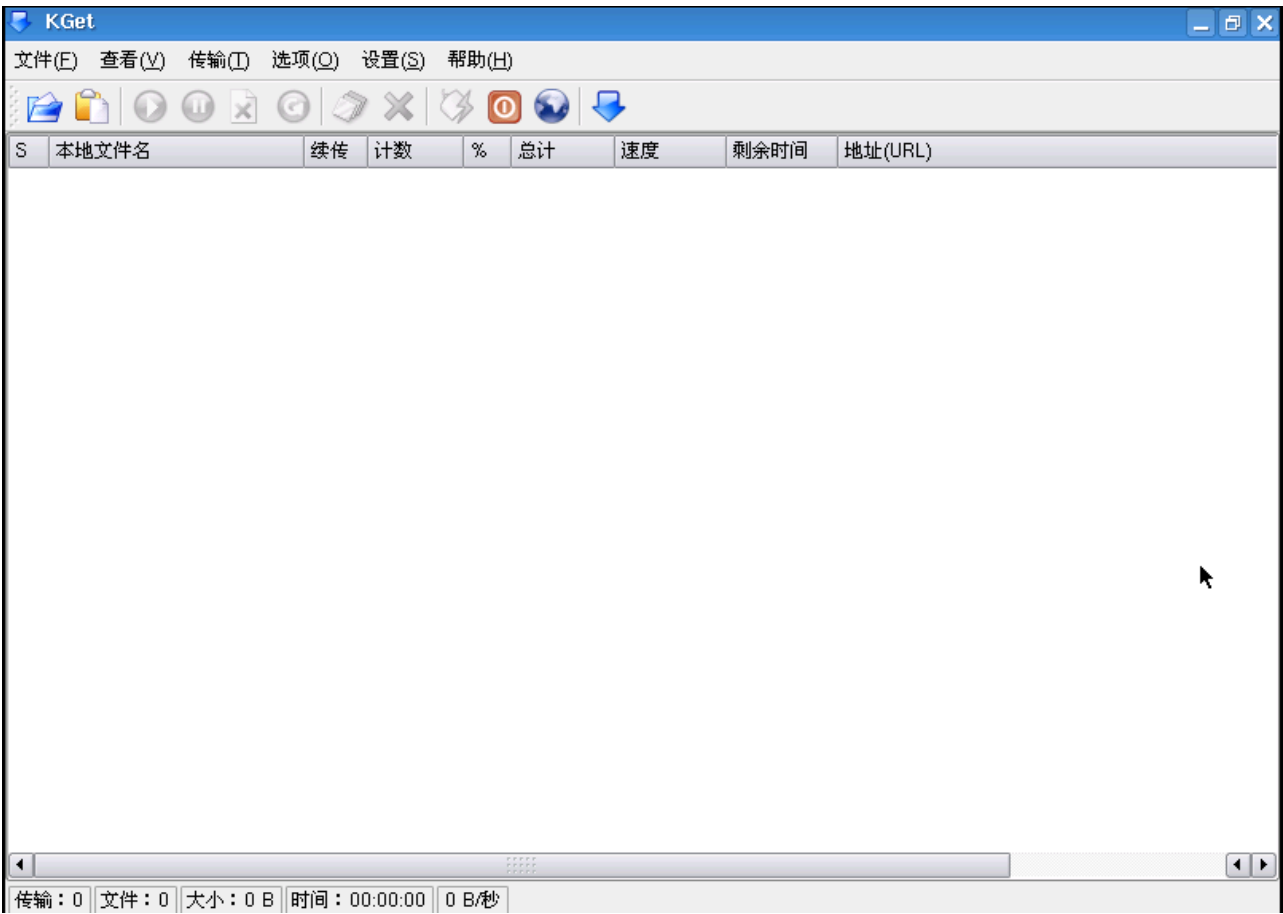 KGet
文件(F) 查看(V) 传输(T) 选项(O) 设置(S) 帮助(H)
S 本地文件名 续传 计数 % 总计 速度 剩余时间 地址(URL)
传输：0 文件：0 大小：0 B 时间：00:00:00 0 B/秒